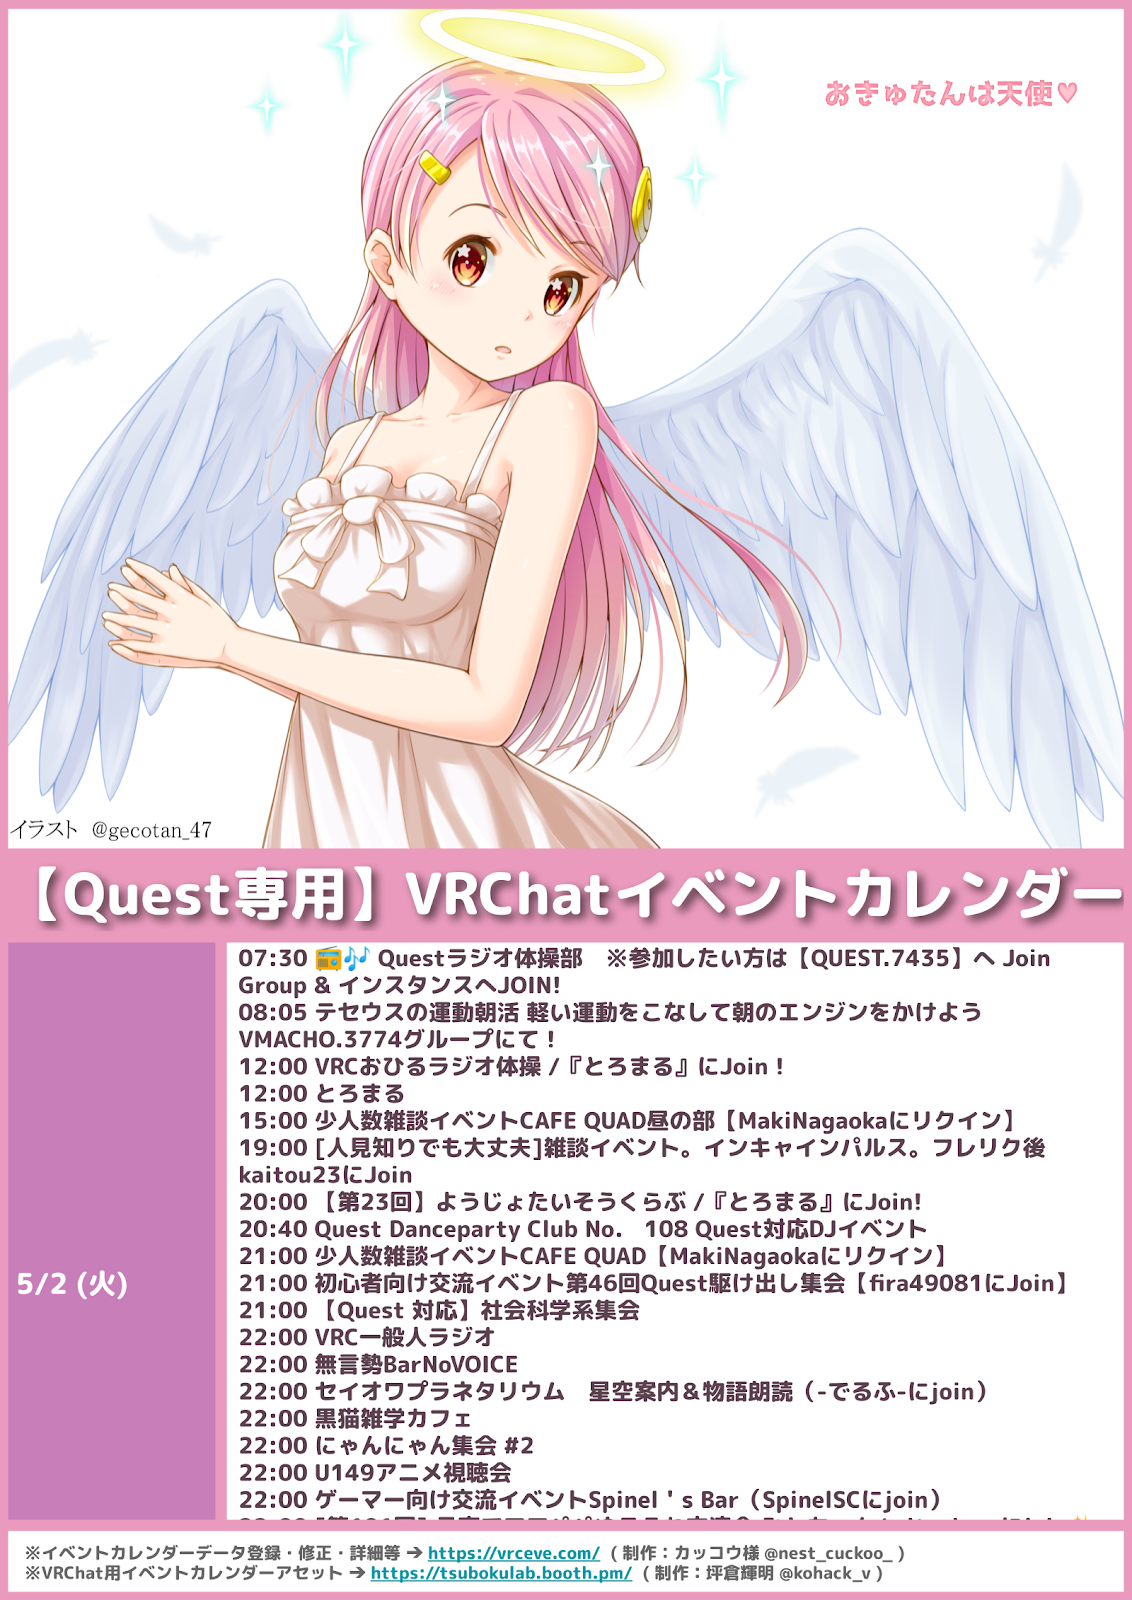 おきゅたんは天使♥
イラスト @gecotan_47
【Quest専用】VRChatイベントカレンダー
5/2 (火)
07:30 📻🎶 Questラジオ体操部　※参加したい方は【QUEST.7435】へ Join
Group & インスタンスへJOIN!
08:05 テセウスの運動朝活 軽い運動をこなして朝のエンジンをかけよう
VMACHO.3774グループにて！
12:00 VRCおひるラジオ体操 /『とろまる』にJoin！
12:00 とろまる
15:00 少人数雑談イベントCAFE QUAD昼の部【MakiNagaokaにリクイン】
19:00 [人見知りでも大丈夫]雑談イベント。インキャインパルス。フレリク後
kaitou23にJoin
20:00 【第23回】ようじょたいそうくらぶ /『とろまる』にJoin!
20:40 Quest Danceparty Club No.　108 Quest対応DJイベント
21:00 少人数雑談イベントCAFE QUAD【MakiNagaokaにリクイン】
21:00 初心者向け交流イベント第46回Quest駆け出し集会【fira49081にJoin】
21:00 【Quest 対応】社会科学系集会
22:00 VRC一般人ラジオ
22:00 無言勢BarNoVOICE
22:00 セイオワプラネタリウム　星空案内＆物語朗読（-でるふ-にjoin）
22:00 黒猫雑学カフェ
22:00 にゃんにゃん集会 #2
22:00 U149アニメ視聴会
22:00 ゲーマー向け交流イベントSpinel＇s Bar（SpinelSCにjoin）
※イベントカレンダーデータ登録・修正・詳細等 ➔ https://vrceve.com/ ( 制作：カッコウ様 @nest_cuckoo_ )
※VRChat用イベントカレンダーアセット ➔ https://tsubokulab.booth.pm/ ( 制作：坪倉輝明 @kohack_v )